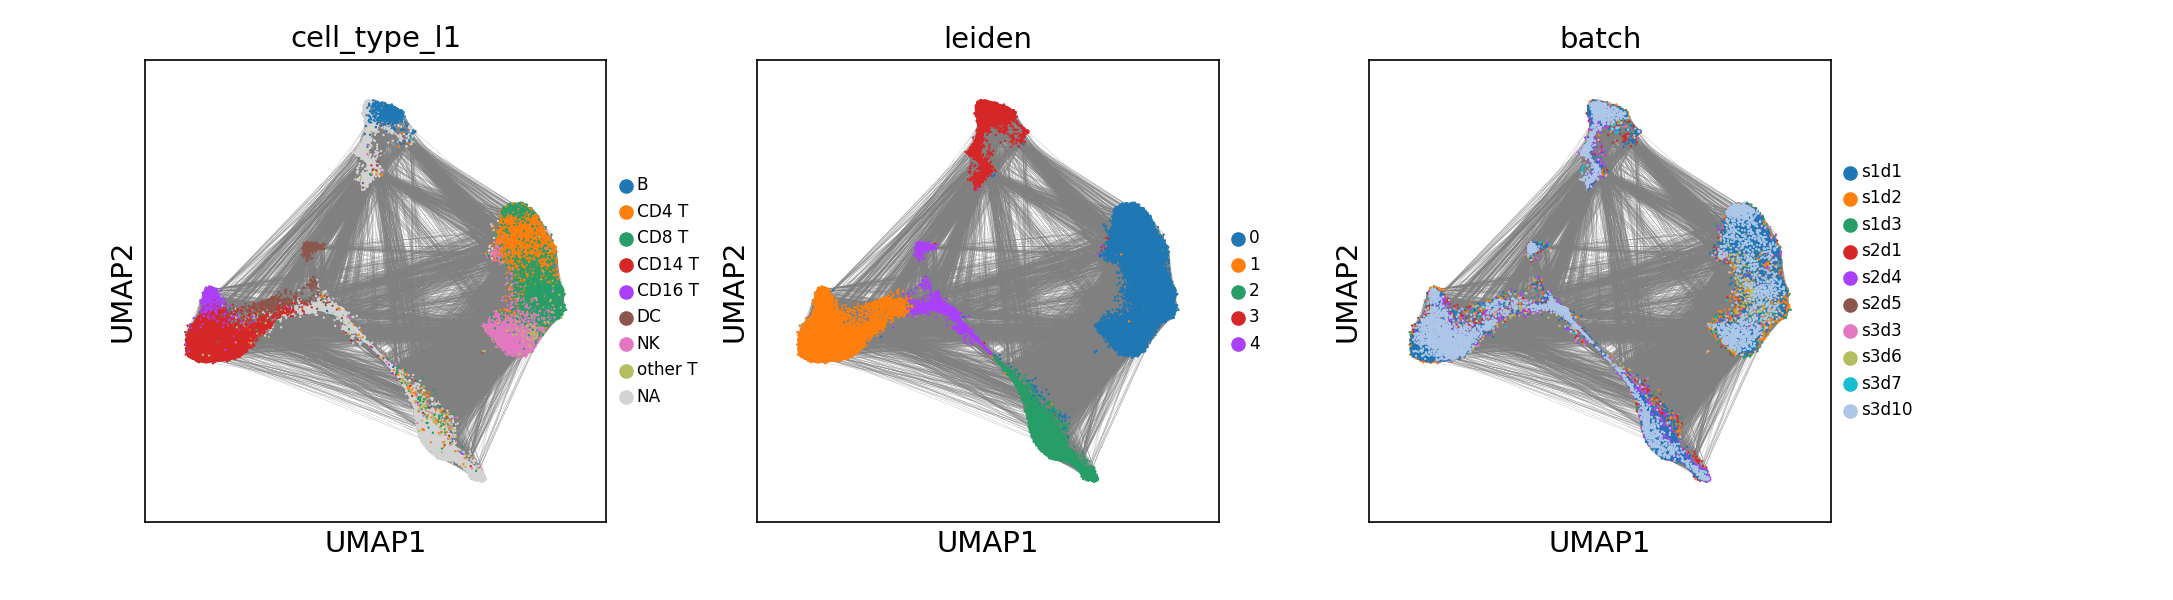 cell_type_l1
UMAP2
UMAP1
B
CD4 T
CD8 T
CD14 T
CD16 T
DC
NK
other T
NA
leiden
UMAP2
UMAP1
0
1
2
3
4
batch
UMAP2
UMAP1
s1d1
s1d2
s1d3
s2d1
s2d4
s2d5
s3d3
s3d6
s3d7
s3d10